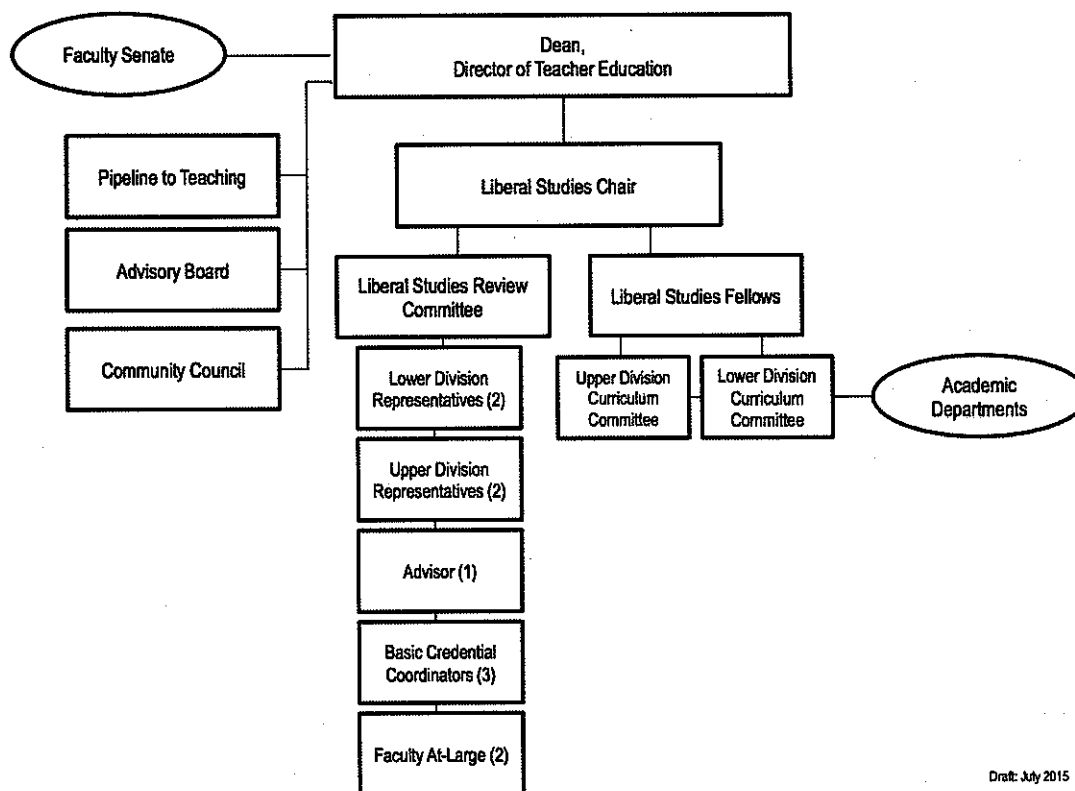 Faculty Senate
Dean,
Director of Teacher Education
Pipeline to Teaching
Liberal Studies Chair
Advisory Board
Liberal Studies Review
Committee
Liberal Studies Fellows
Community Council
Lower Division
Representatives (2)
Upper Division
Curriculum
Committee
Lower Division
Curriculum
Committee
Academic
Departments
Upper Division
Representatives (2)
Advisor (1)
Basic Credential
Coordinators (3)
Faculty At-Large (2)
Draft: July 2015